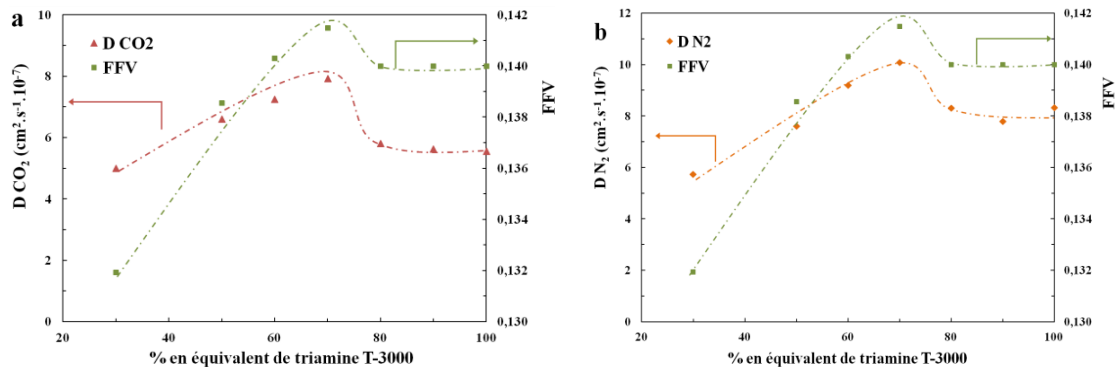 a
D CO2
FFV
D CO₂ (cm².s⁻¹.10⁻⁷)
10
8
6
4
2
0
20 40 60 80 100
% en équivalent de triamine T-3000
0,142
0,140
0,138
0,136
0,134
0,132
0,130
FFV
b
D N2
FFV
D N₂ (cm².s⁻¹.10⁻⁷)
12
10
8
6
4
2
0
20 40 60 80 100
% en équivalent de triamine T-3000
0,142
0,140
0,138
0,136
0,134
0,132
0,130
FFV